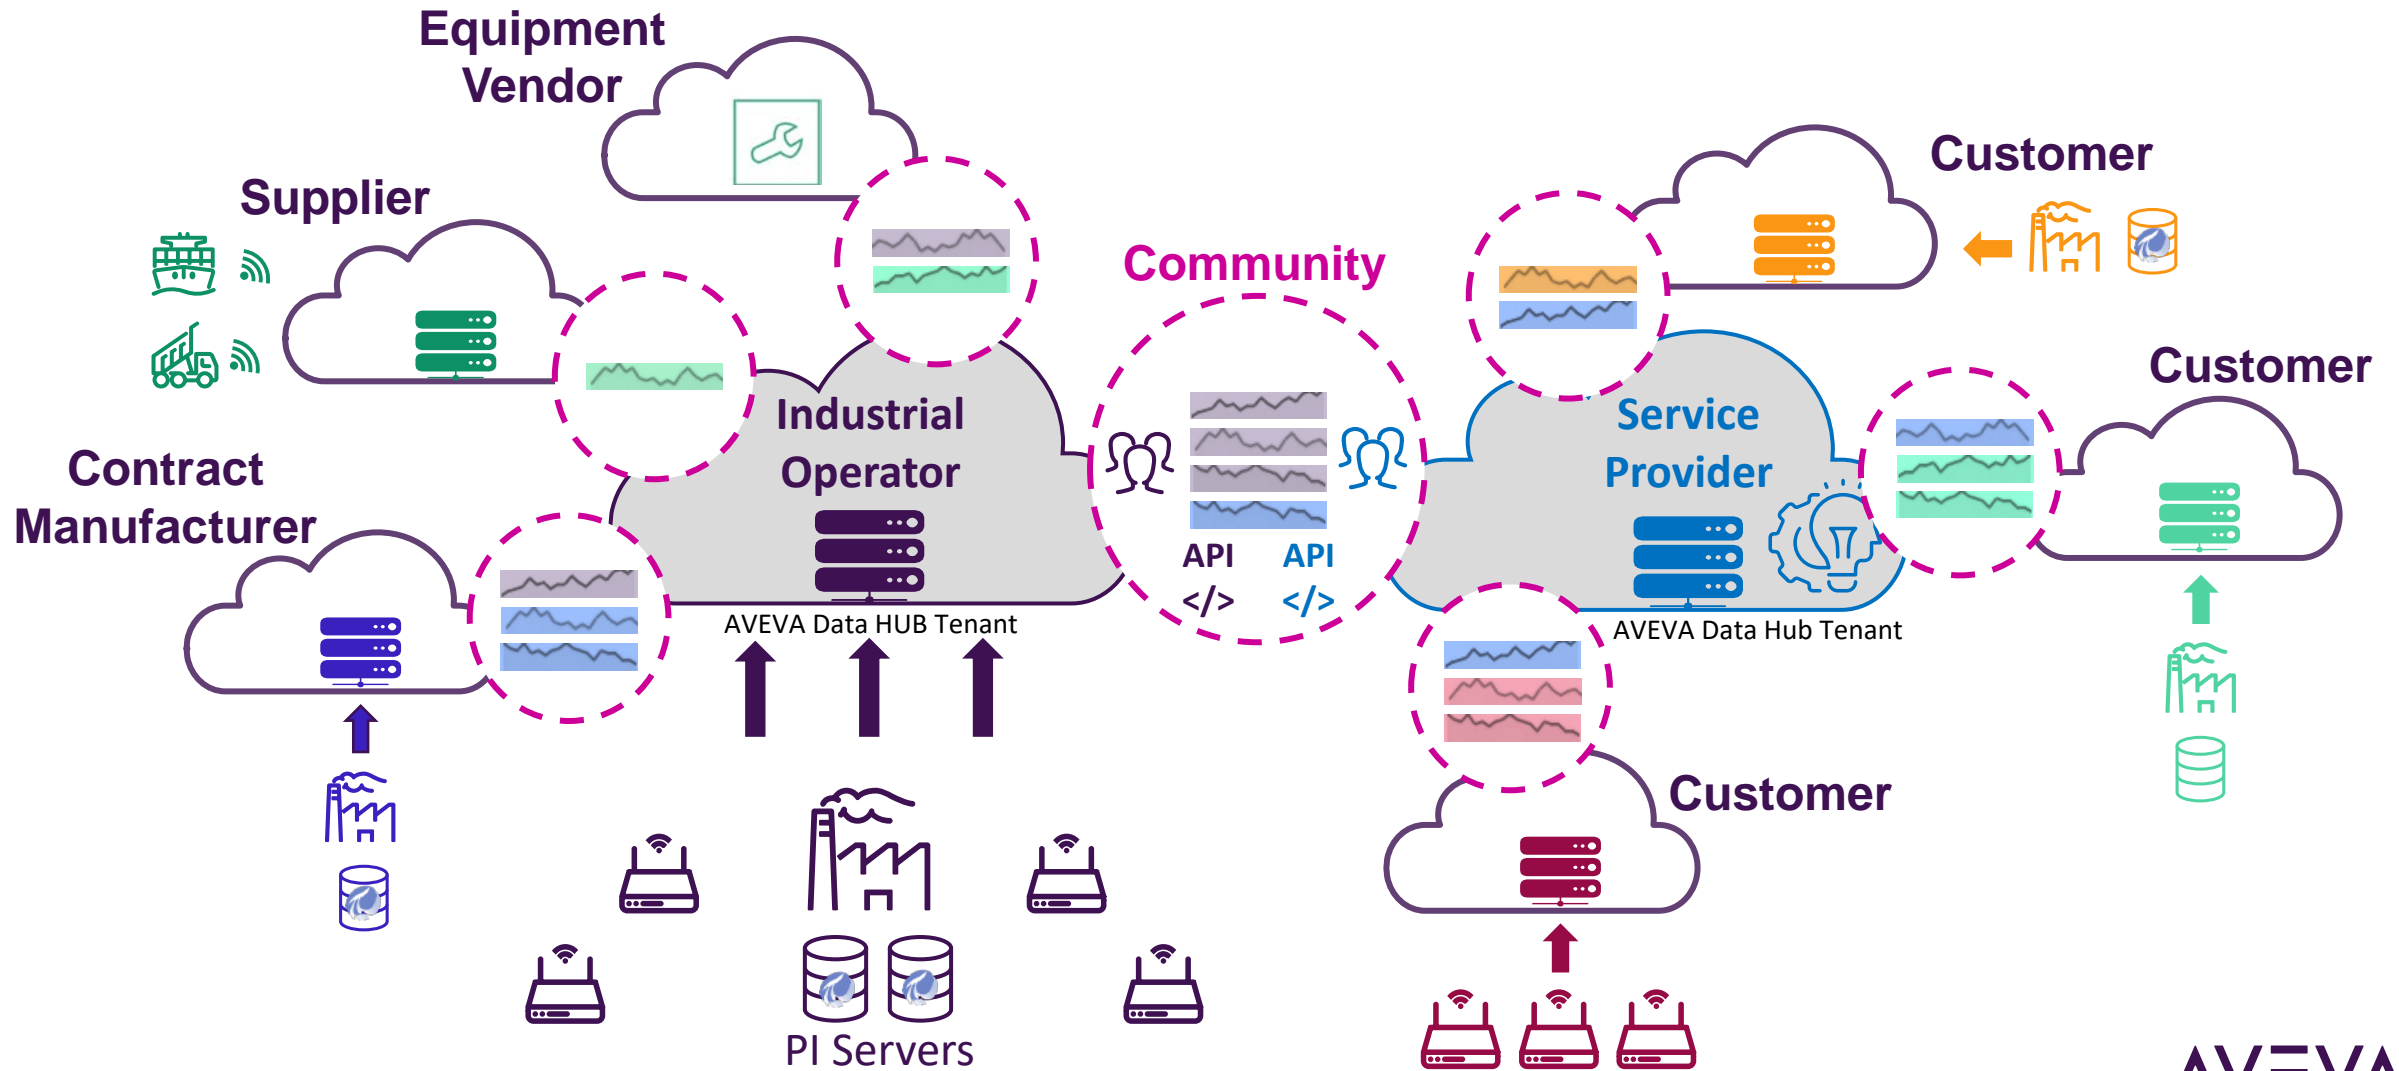 Equipment
Vendor
Supplier
Customer
Community
Customer
Industrial
Operator
Service
Provider
Contract
Manufacturer
API
API
</>
</>
AVEVA Data HUB Tenant
AVEVA Data Hub Tenant
Customer
PI Servers
AVEVA